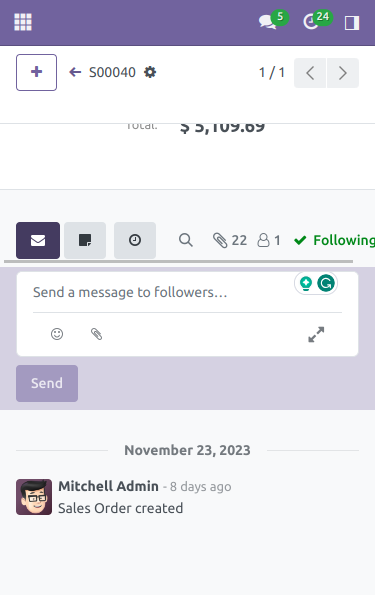 5
24
S00040
1 / 1
Total:
$ 5,109.69
22
1
Following
Send a message to followers...
Send
November 23, 2023
Mitchell Admin - 8 days ago
Sales Order created